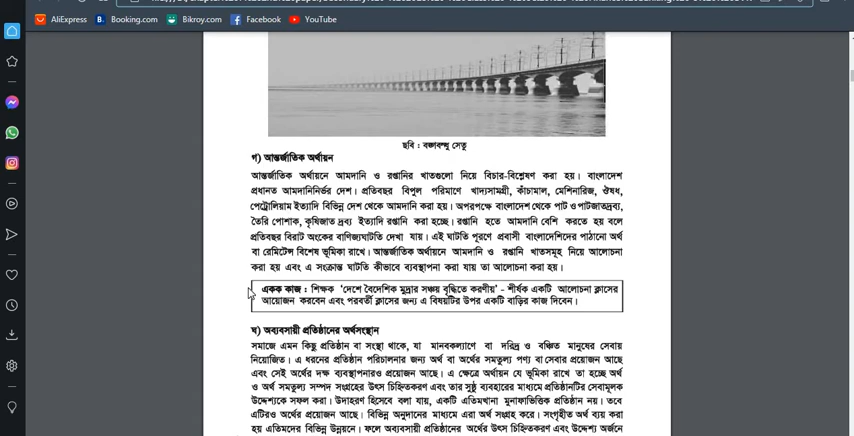 AliExpress Booking.com Bikroy.com Facebook YouTube
ছবি : বঙ্গবন্ধু সেতু
গ) আন্তর্জাতিক অর্থায়ন
আন্তর্জাতিক অর্থায়নে আমদানি ও রপ্তানির খাতগুলো নিয়ে বিচার-বিশ্লেষণ করা হয়। বাংলাদেশ
প্রধানত আমদানিনির্ভর দেশ। প্রতিবছর বিপুল পরিমাণে খাদ্যসামগ্রী, কাঁচামাল, মেশিনারিজ, ঔষধ,
পেট্রোলিয়াম ইত্যাদি বিভিন্ন দেশ থেকে আমদানি করা হয়। অপরপক্ষে বাংলাদেশ থেকে পাট ও পাটজাতদ্রব্য,
তৈরি পোশাক, কৃষিজাত দ্রব্য ইত্যাদি রপ্তানি করা হচ্ছে। রপ্তানি হতে আমদানি বেশি করতে হয় বলে
প্রতিবছর বিরাট অংকের বাণিজ্যঘাটতি দেখা যায়। এই ঘাটতি পূরণে প্রবাসী বাংলাদেশিদের পাঠানো অর্থ
বা রেমিটেন্স বিশেষ ভূমিকা রাখে। আন্তর্জাতিক অর্থায়নে আমদানি ও রপ্তানি খাতসমূহ নিয়ে আলোচনা
করা হয় এবং এ সংক্রান্ত ঘাটতি কীভাবে ব্যবস্থাপনা করা যায় তা আলোচনা করা হয়।
একক কাজ : শিক্ষক ‘দেশে বৈদেশিক মুদ্রার সঞ্চয় বৃদ্ধিতে করণীয়’ - শীর্ষক একটি আলোচনা ক্লাসের
আয়োজন করবেন এবং পরবর্তী ক্লাসের জন্য এ বিষয়টির উপর একটি বাড়ির কাজ দিবেন।
ঘ) অব্যবসায়ী প্রতিষ্ঠানের অর্থসংস্থান
সমাজে এমন কিছু প্রতিষ্ঠান বা সংস্থা থাকে, যা মানবকল্যাণে বা দরিদ্র ও বঞ্চিত মানুষের সেবায়
নিয়োজিত। এ ধরনের প্রতিষ্ঠান পরিচালনার জন্য অর্থ বা অর্থের সমতুল্য পণ্য বা সেবার প্রয়োজন আছে
এবং সেই অর্থের দক্ষ ব্যবস্থাপনারও প্রয়োজন আছে। এ ক্ষেত্রে অর্থায়ন যে ভূমিকা রাখে তা হচ্ছে অর্থ
ও অর্থ সমতুল্য সম্পদ সংগ্রহের উৎস চিহ্নিতকরণ এবং তার সুষ্ঠু ব্যবহারের মাধ্যমে প্রতিষ্ঠানটির সেবামূলক
উদ্দেশ্যকে সফল করা। উদাহরণ হিসেবে বলা যায়, একটি এতিমখানা মুনাফাভিত্তিক প্রতিষ্ঠান নয়। তবে
এটিরও অর্থের প্রয়োজন আছে। বিভিন্ন অনুদানের মাধ্যমে এরা অর্থ সংগ্রহ করে। সংগৃহীত অর্থ ব্যয় করা
হয় এতিমদের বিভিন্ন উন্নয়নে। ফলে অব্যবসায়ী প্রতিষ্ঠানের অর্থের উৎস চিহ্নিতকরণ এবং উদ্দেশ্য অর্জনে